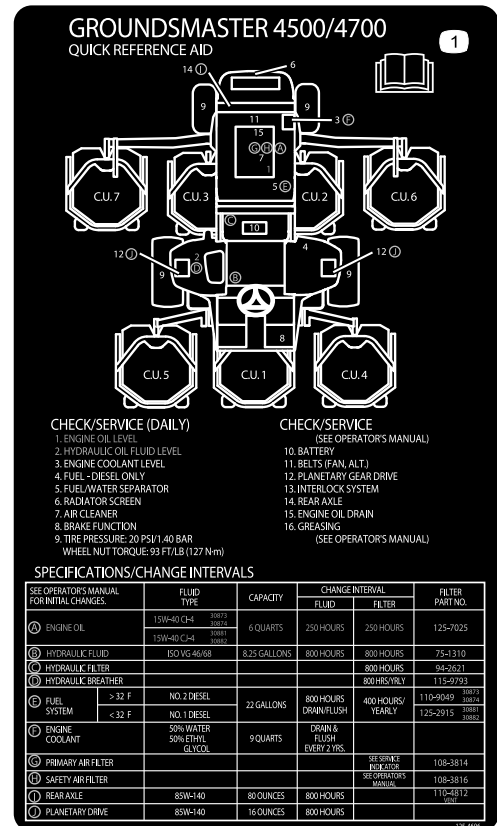 GROUNDSMASTER 4500/4700
QUICK REFERENCE AID
1
14 I
6
9
9
11
3 F
15
G H A
7
1
5 E
C.U. 7
C.U. 3
C.U. 2
C.U. 6
C
10
12 J
2
D
4
12 J
9
B
9
8
C.U. 5
C.U. 1
C.U. 4
CHECK/SERVICE (DAILY)
1. ENGINE OIL LEVEL
2. HYDRAULIC OIL FLUID LEVEL
3. ENGINE COOLANT LEVEL
4. FUEL - DIESEL ONLY
5. FUEL/WATER SEPARATOR
6. RADIATOR SCREEN
7. AIR CLEANER
8. BRAKE FUNCTION
9. TIRE PRESSURE: 20 PSI/1.40 BAR
WHEEL NUT TORQUE: 93 FT/LB (127 N·m)
CHECK/SERVICE
(SEE OPERATOR'S MANUAL)
10. BATTERY
11. BELTS (FAN, ALT.)
12. PLANETARY GEAR DRIVE
13. INTERLOCK SYSTEM
14. REAR AXLE
15. ENGINE OIL DRAIN
16. GREASING
(SEE OPERATOR'S MANUAL)
SPECIFICATIONS/CHANGE INTERVALS
SEE OPERATOR'S MANUAL
FOR INITIAL CHANGES.
FLUID
TYPE
CAPACITY
CHANGE INTERVAL
FLUID
FILTER
FILTER
PART NO.
A ENGINE OIL
15W-40 CI-4 30873
30874
15W-40 CJ-4 30881
30882
6 QUARTS
250 HOURS
250 HOURS
125-7025
B HYDRAULIC FLUID
ISO VG 46/68
8.25 GALLONS
800 HOURS
800 HOURS
75-1310
C HYDRAULIC FILTER
800 HOURS
94-2621
D HYDRAULIC BREATHER
800 HRS/YRLY
115-9793
E FUEL
SYSTEM
> 32 F
NO. 2 DIESEL
< 32 F
NO. 1 DIESEL
22 GALLONS
800 HOURS
DRAIN/FLUSH
400 HOURS/
YEARLY
110-9049 30873
30874
125-2915 30881
30882
F ENGINE
COOLANT
50% WATER
50% ETHYL
GLYCOL
9 QUARTS
DRAIN &
FLUSH
EVERY 2 YRS.
G PRIMARY AIR FILTER
SEE SERVICE
INDICATOR
108-3814
H SAFETY AIR FILTER
SEE OPERATOR'S
MANUAL
108-3816
I REAR AXLE
85W-140
80 OUNCES
800 HOURS
110-4812
VENT
J PLANETARY DRIVE
85W-140
16 OUNCES
800 HOURS
125-4606